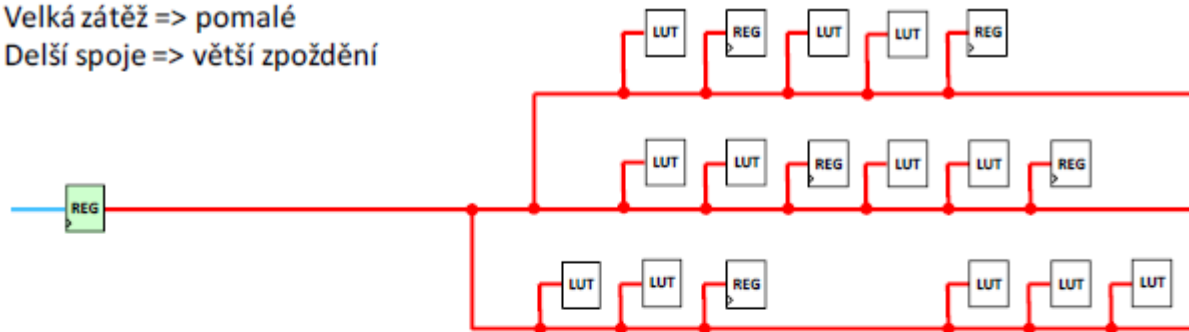 Velká zátěž => pomalé
Delší spoje => větší zpoždění
LUT REG LUT LUT REG
LUT LUT REG LUT LUT REG
REG
LUT LUT REG LUT LUT LUT